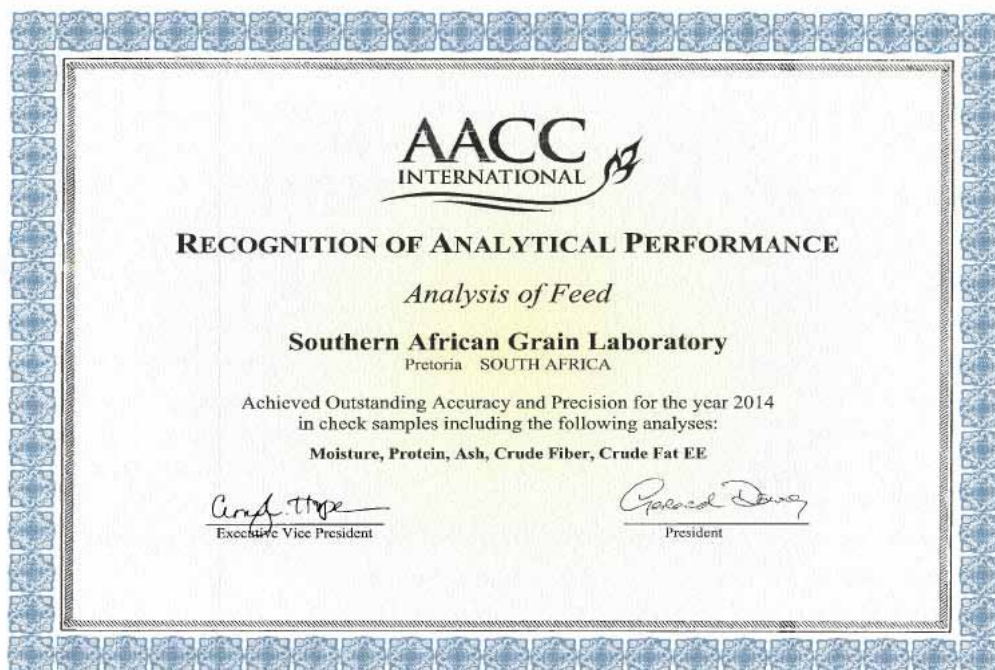 AACC
INTERNATIONAL
RECOGNITION OF ANALYTICAL PERFORMANCE
Analysis of Feed
Southern African Grain Laboratory
Pretoria SOUTH AFRICA
Achieved Outstanding Accuracy and Precision for the year 2014
in check samples including the following analyses:
Moisture, Protein, Ash, Crude Fiber, Crude Fat EE
Executive Vice President
President